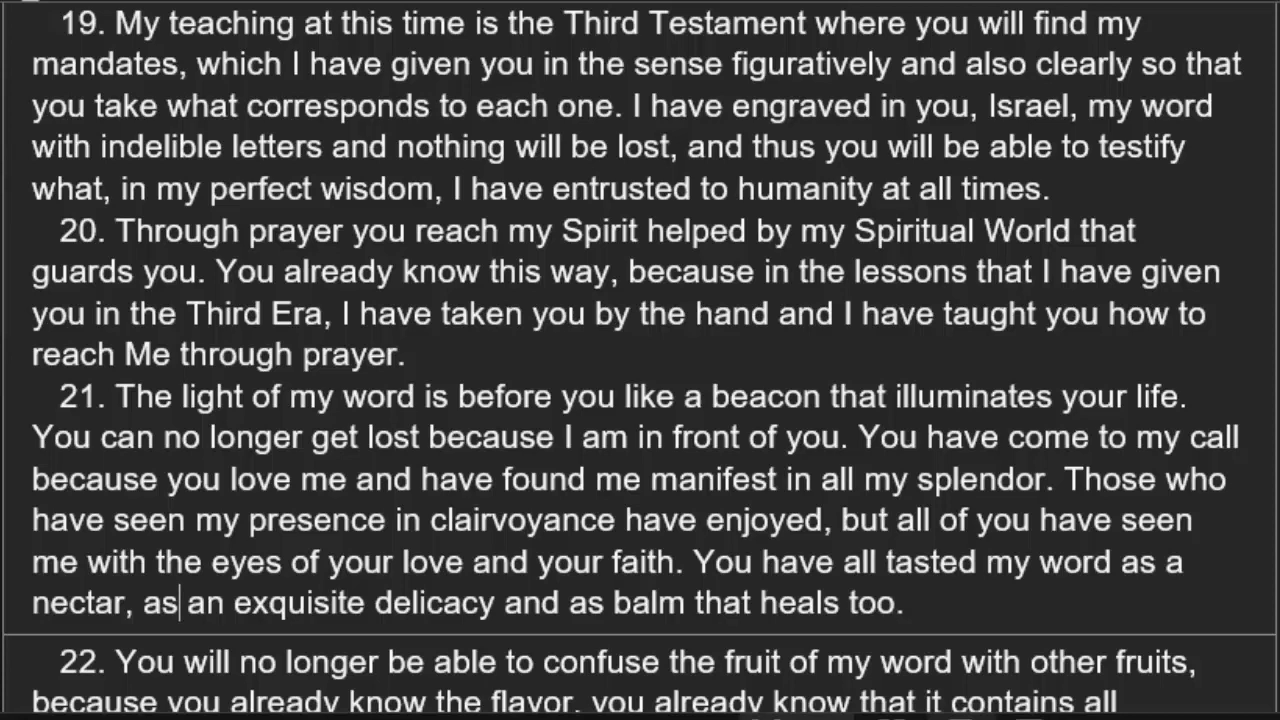 19. My teaching at this time is the Third Testament where you will find my
mandates, which I have given you in the sense figuratively and also clearly so that
you take what corresponds to each one. I have engraved in you, Israel, my word
with indelible letters and nothing will be lost, and thus you will be able to testify
what, in my perfect wisdom, I have entrusted to humanity at all times.
20. Through prayer you reach my Spirit helped by my Spiritual World that
guards you. You already know this way, because in the lessons that I have given
you in the Third Era, I have taken you by the hand and I have taught you how to
reach Me through prayer.
21. The light of my word is before you like a beacon that illuminates your life.
You can no longer get lost because I am in front of you. You have come to my call
because you love me and have found me manifest in all my splendor. Those who
have seen my presence in clairvoyance have enjoyed, but all of you have seen
me with the eyes of your love and your faith. You have all tasted my word as a
nectar, as an exquisite delicacy and as balm that heals too.
22. You will no longer be able to confuse the fruit of my word with other fruits,
because you already know the flavor, you already know that it contains all